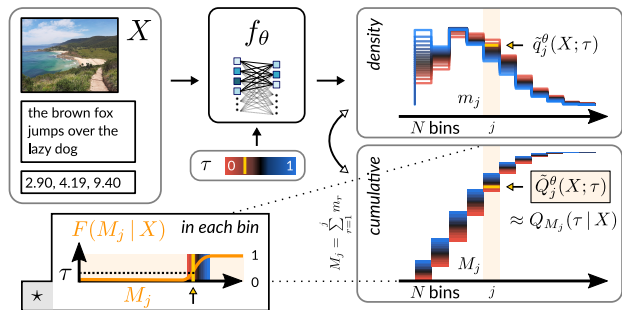 X
the brown fox
jumps over the
lazy dog
2.90, 4.19, 9.40
f_θ
τ
0
1
density
q̃_j^θ(X; τ)
m_j
N bins
j
cumulative
M_j = ∑_{r=1}^{j} m_r
Q̃_j^θ(X; τ)
≈ Q_{M_j}(τ | X)
M_j
N bins
j
in each bin
F(M_j | X)
1
τ
0
M_j
⋆